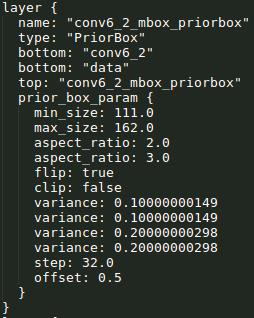 layer {
  name: "conv6_2_mbox_priorbox"
  type: "PriorBox"
  bottom: "conv6_2"
  bottom: "data"
  top: "conv6_2_mbox_priorbox"
  prior_box_param {
    min_size: 111.0
    max_size: 162.0
    aspect_ratio: 2.0
    aspect_ratio: 3.0
    flip: true
    clip: false
    variance: 0.10000000149
    variance: 0.10000000149
    variance: 0.20000000298
    variance: 0.20000000298
    step: 32.0
    offset: 0.5
  }
}